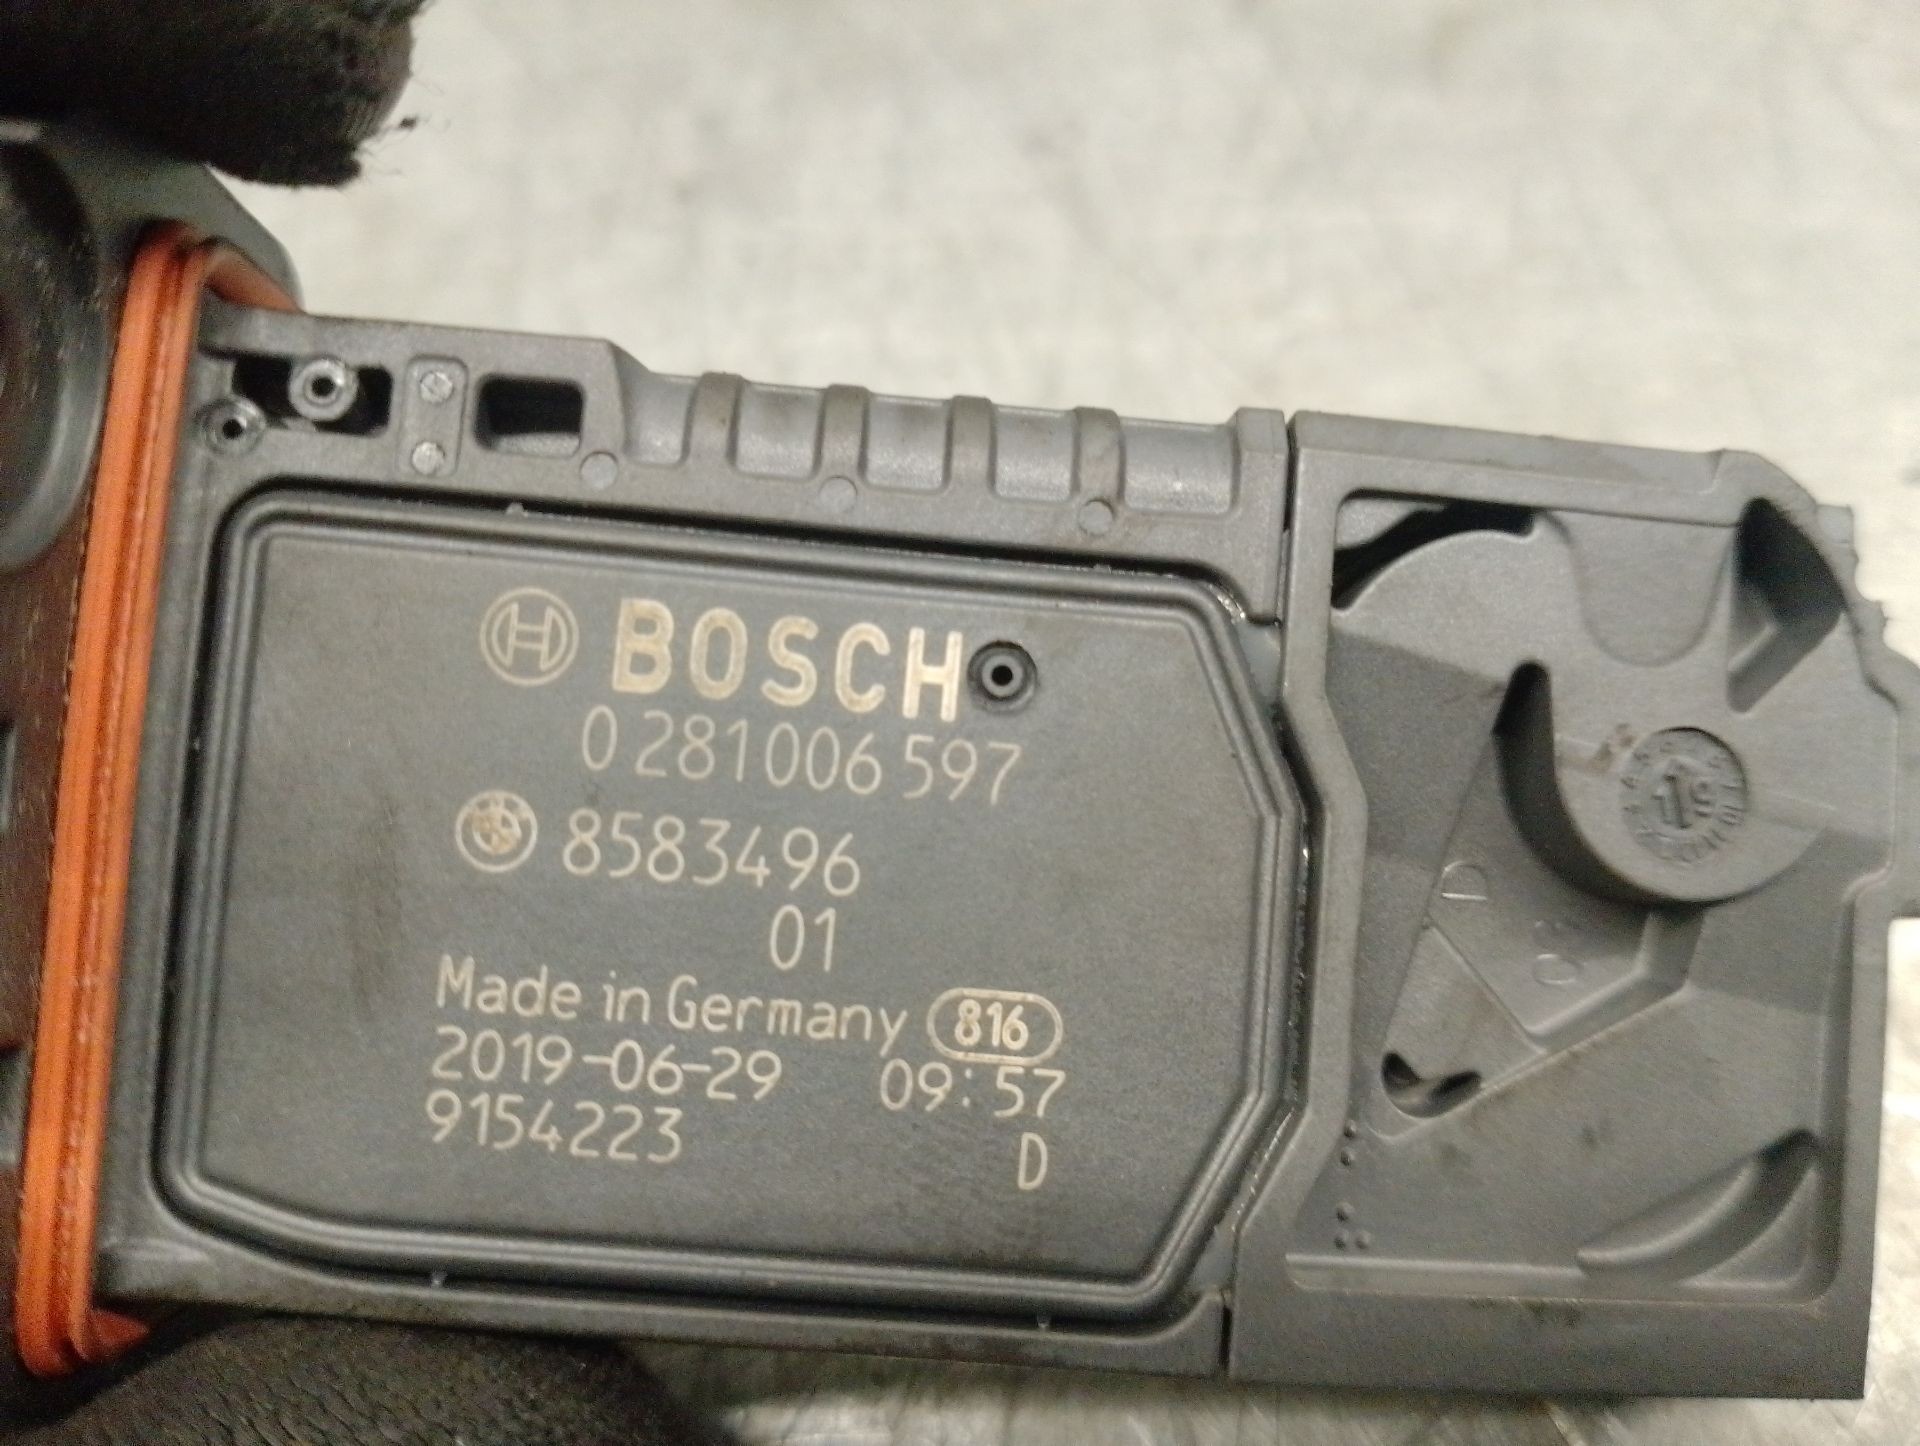 BOSCH
0 281 006 597
8583496
01
Made in Germany 816
2019-06-29 09:57
9154223
D
D